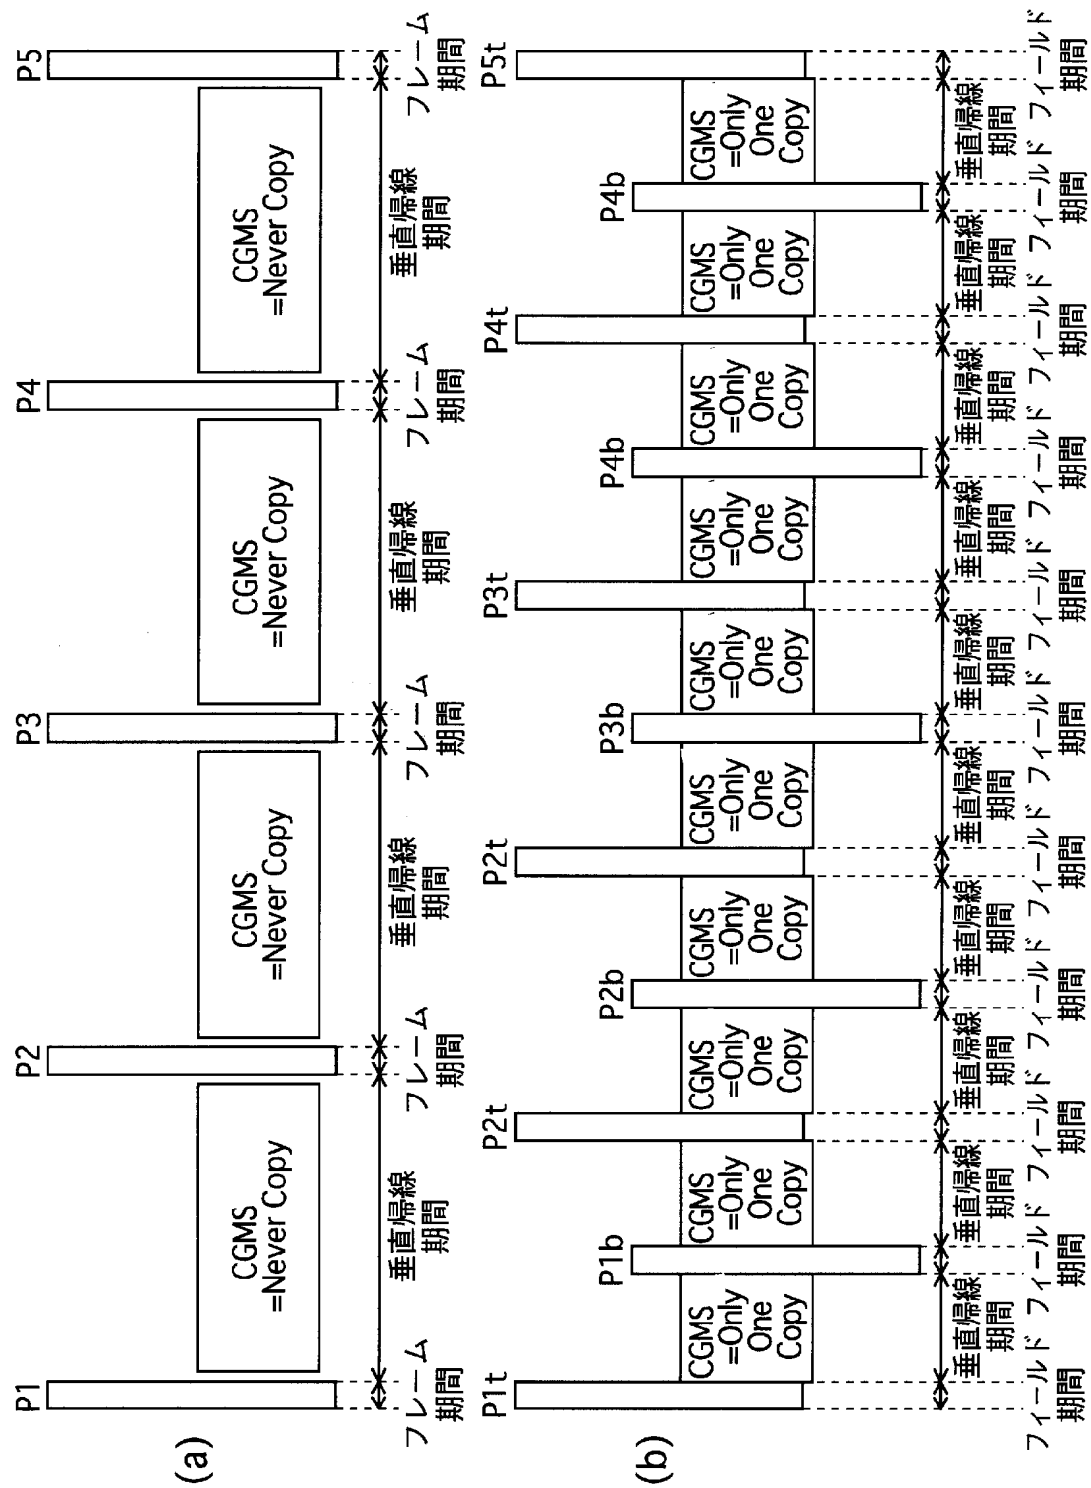 (a)
P1
P2
P3
P4
P5
CGMS
=Never Copy
CGMS
=Never Copy
CGMS
=Never Copy
CGMS
=Never Copy
フレーム
期間
垂直帰線
期間
フレーム
期間
垂直帰線
期間
フレーム
期間
垂直帰線
期間
フレーム
期間
垂直帰線
期間
フレーム
期間
(b)
P1t
P1b
P2t
P2b
P2t
P3b
P3t
P4b
P4t
P4b
P5t
CGMS
=Only
One
Copy
CGMS
=Only
One
Copy
CGMS
=Only
One
Copy
CGMS
=Only
One
Copy
CGMS
=Only
One
Copy
CGMS
=Only
One
Copy
CGMS
=Only
One
Copy
CGMS
=Only
One
Copy
CGMS
=Only
One
Copy
CGMS
=Only
One
Copy
垂直帰線
期間
垂直帰線
期間
垂直帰線
期間
垂直帰線
期間
垂直帰線
期間
垂直帰線
期間
垂直帰線
期間
垂直帰線
期間
垂直帰線
期間
垂直帰線
期間
フィールド
期間
フィールド
期間
フィールド
期間
フィールド
期間
フィールド
期間
フィールド
期間
フィールド
期間
フィールド
期間
フィールド
期間
フィールド
期間
フィールド
期間